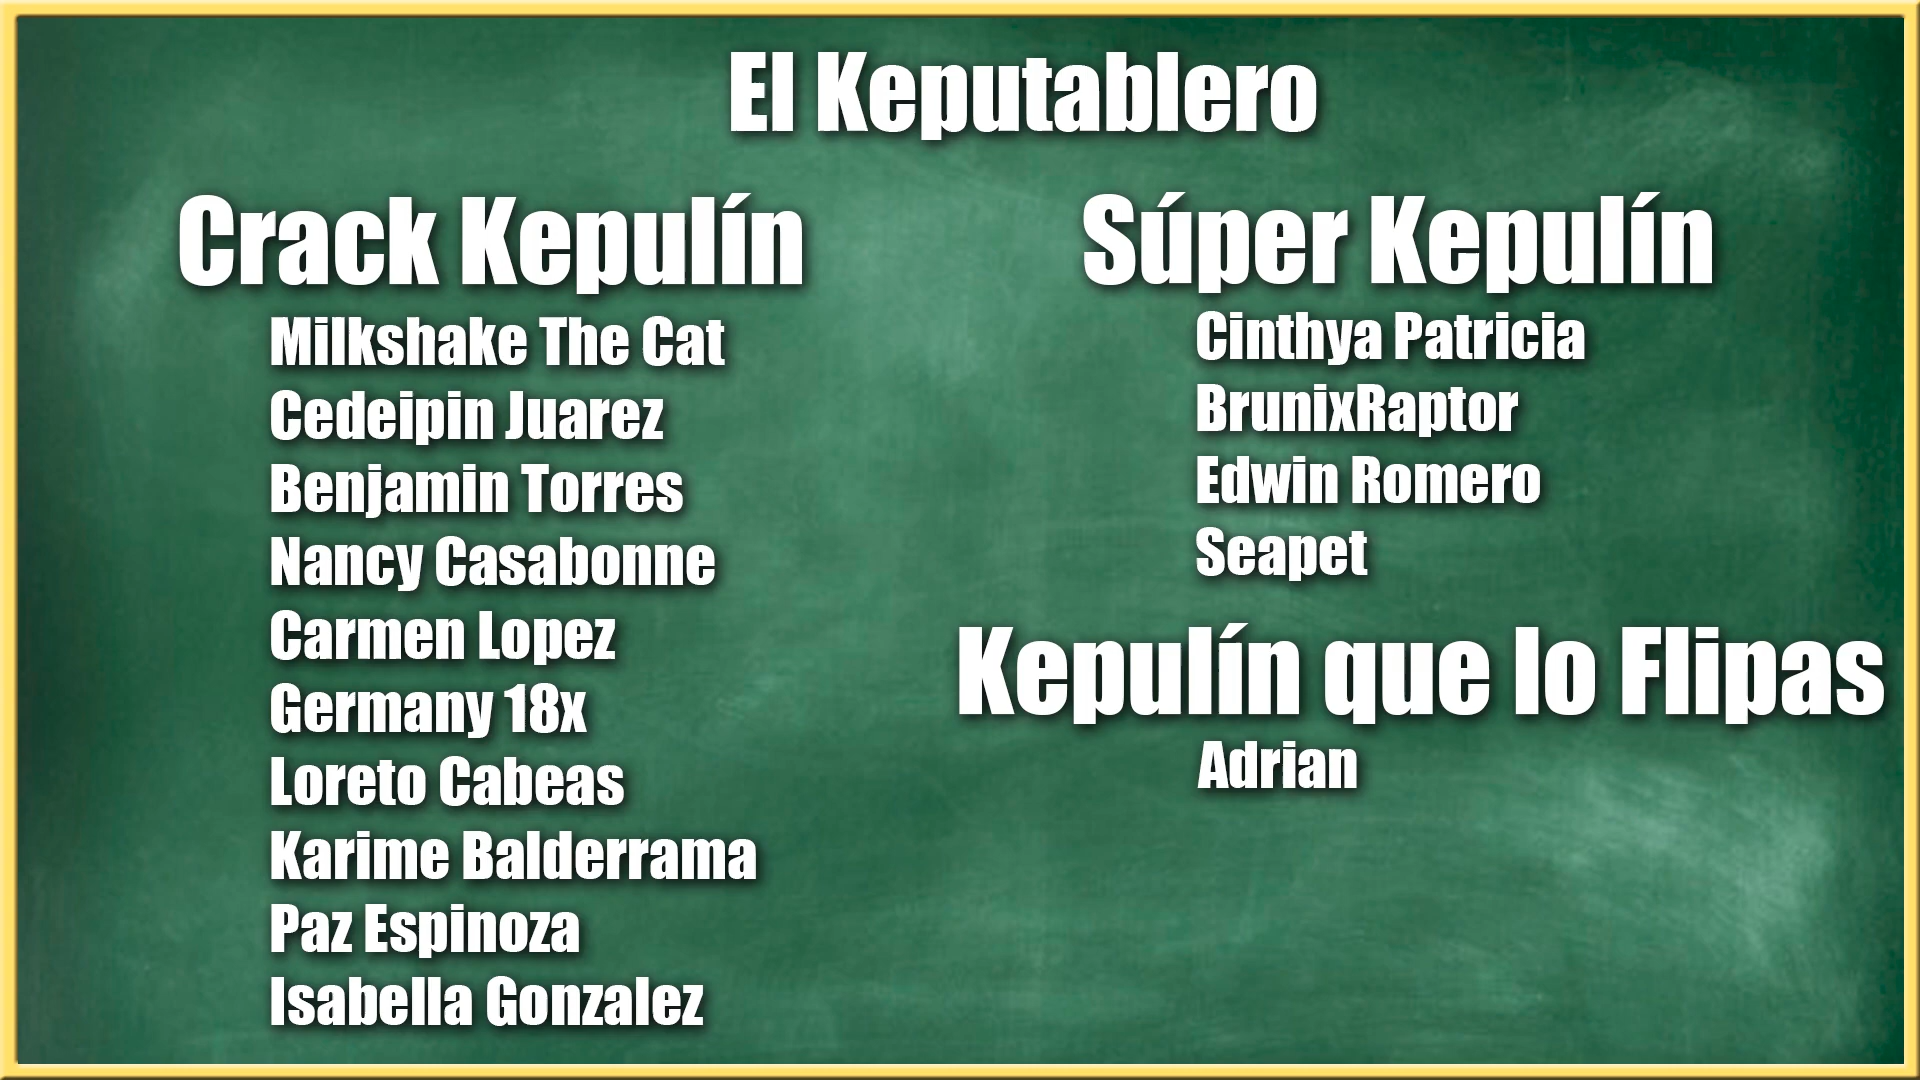 El Keputablero
Crack Kepulín
Milkshake The Cat
Cedeipin Juarez
Benjamin Torres
Nancy Casabonne
Carmen Lopez
Germany 18x
Loreto Cabeas
Karime Balderrama
Paz Espinoza
Isabella Gonzalez
Súper Kepulín
Cinthya Patricia
BrunixRaptor
Edwin Romero
Seapet
Kepulín que lo Flipas
Adrian